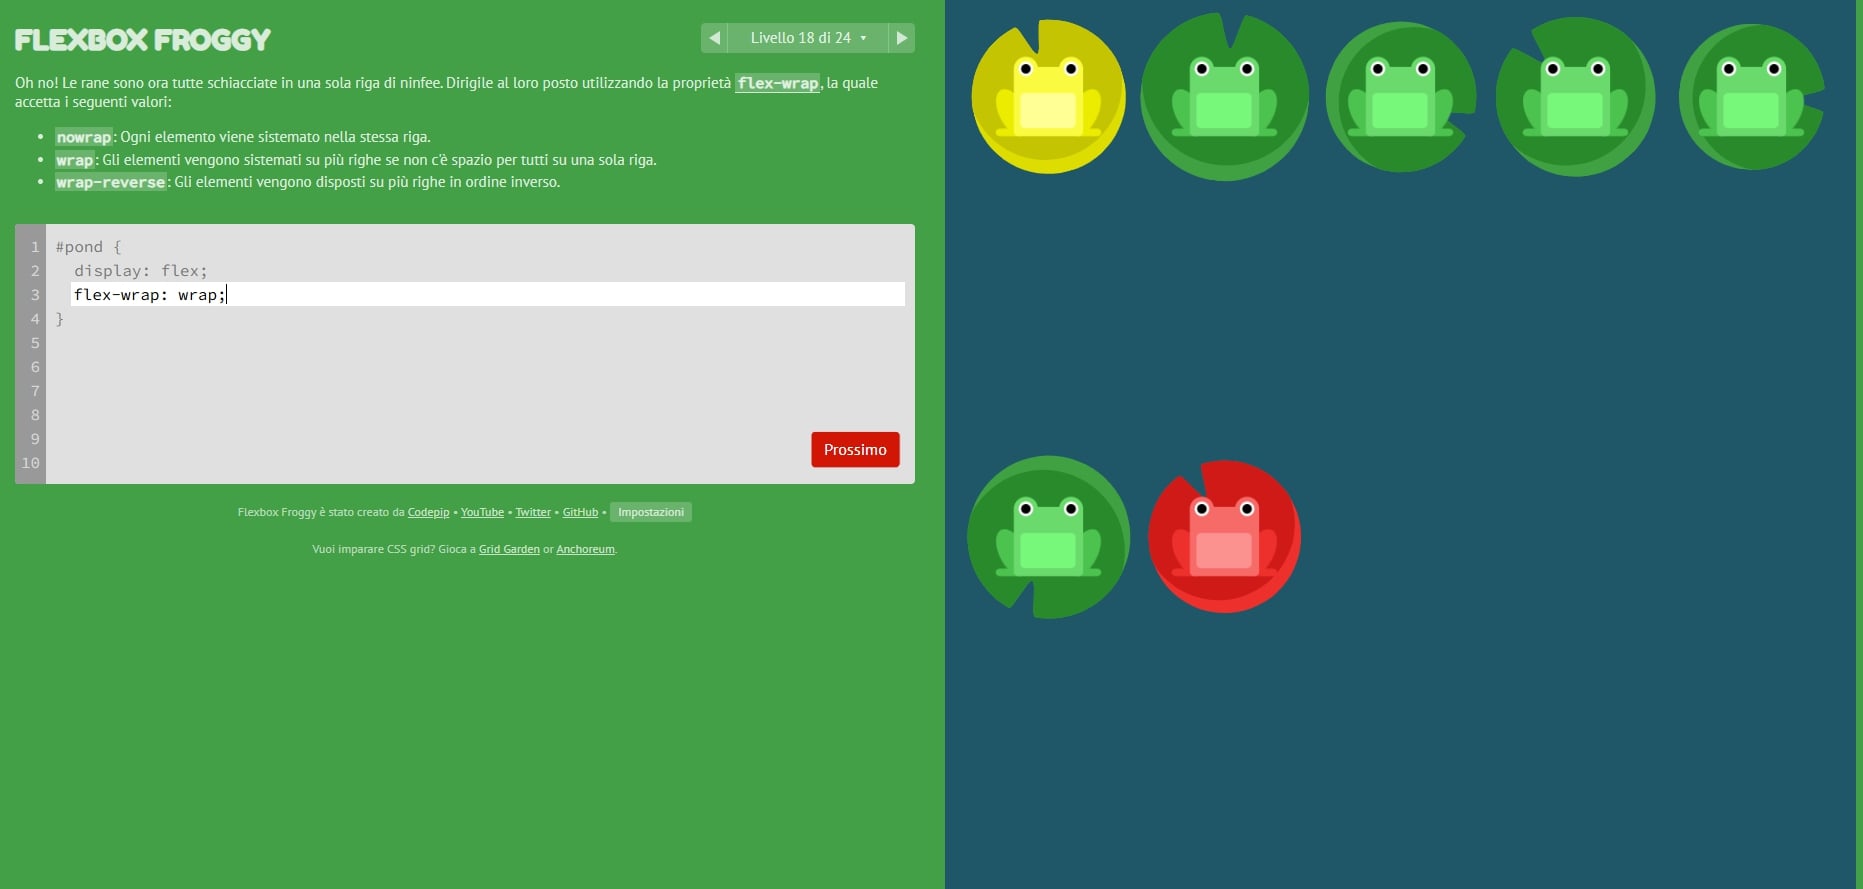 FLEXBOX FROGGY
Livello 18 di 24
Oh no! Le rane sono ora tutte schiacciate in una sola riga di ninfee. Dirigile al loro posto utilizzando la proprietà flex-wrap, la quale
accetta i seguenti valori:
• nowrap: Ogni elemento viene sistemato nella stessa riga.
• wrap: Gli elementi vengono sistemati su più righe se non c'è spazio per tutti su una sola riga.
• wrap-reverse: Gli elementi vengono disposti su più righe in ordine inverso.
1 #pond {
2 display: flex;
3 flex-wrap: wrap;
4 }
5
6
7
8
9
10
Prossimo
Flexbox Froggy è stato creato da Codepip • YouTube • Twitter • GitHub • Impostazioni
Vuoi imparare CSS grid? Gioca a Grid Garden or Anchoreum.